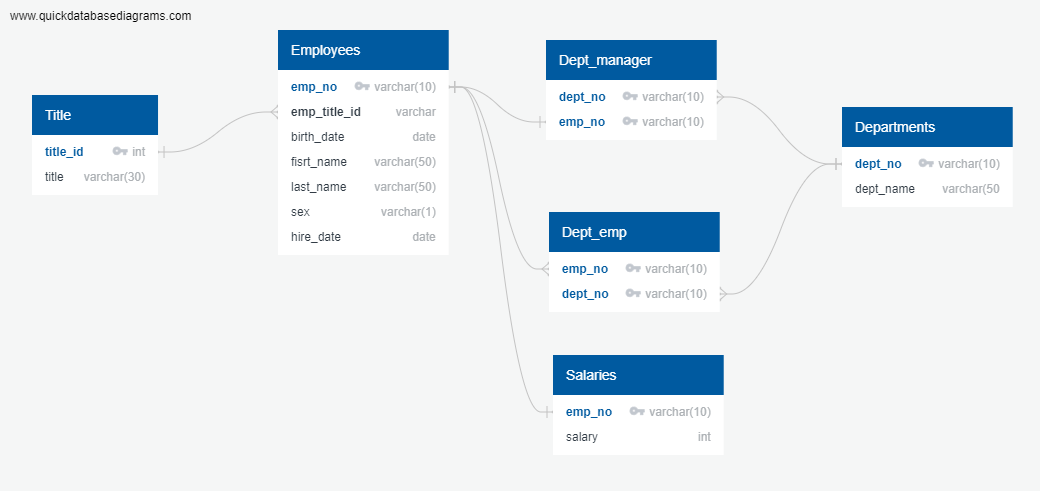 www.quickdatabasediagrams.com
Title
title_id int
title varchar(30)
Employees
emp_no varchar(10)
emp_title_id varchar
birth_date date
fisrt_name varchar(50)
last_name varchar(50)
sex varchar(1)
hire_date date
Dept_manager
dept_no varchar(10)
emp_no varchar(10)
Dept_emp
emp_no varchar(10)
dept_no varchar(10)
Salaries
emp_no varchar(10)
salary int
Departments
dept_no varchar(10)
dept_name varchar(50